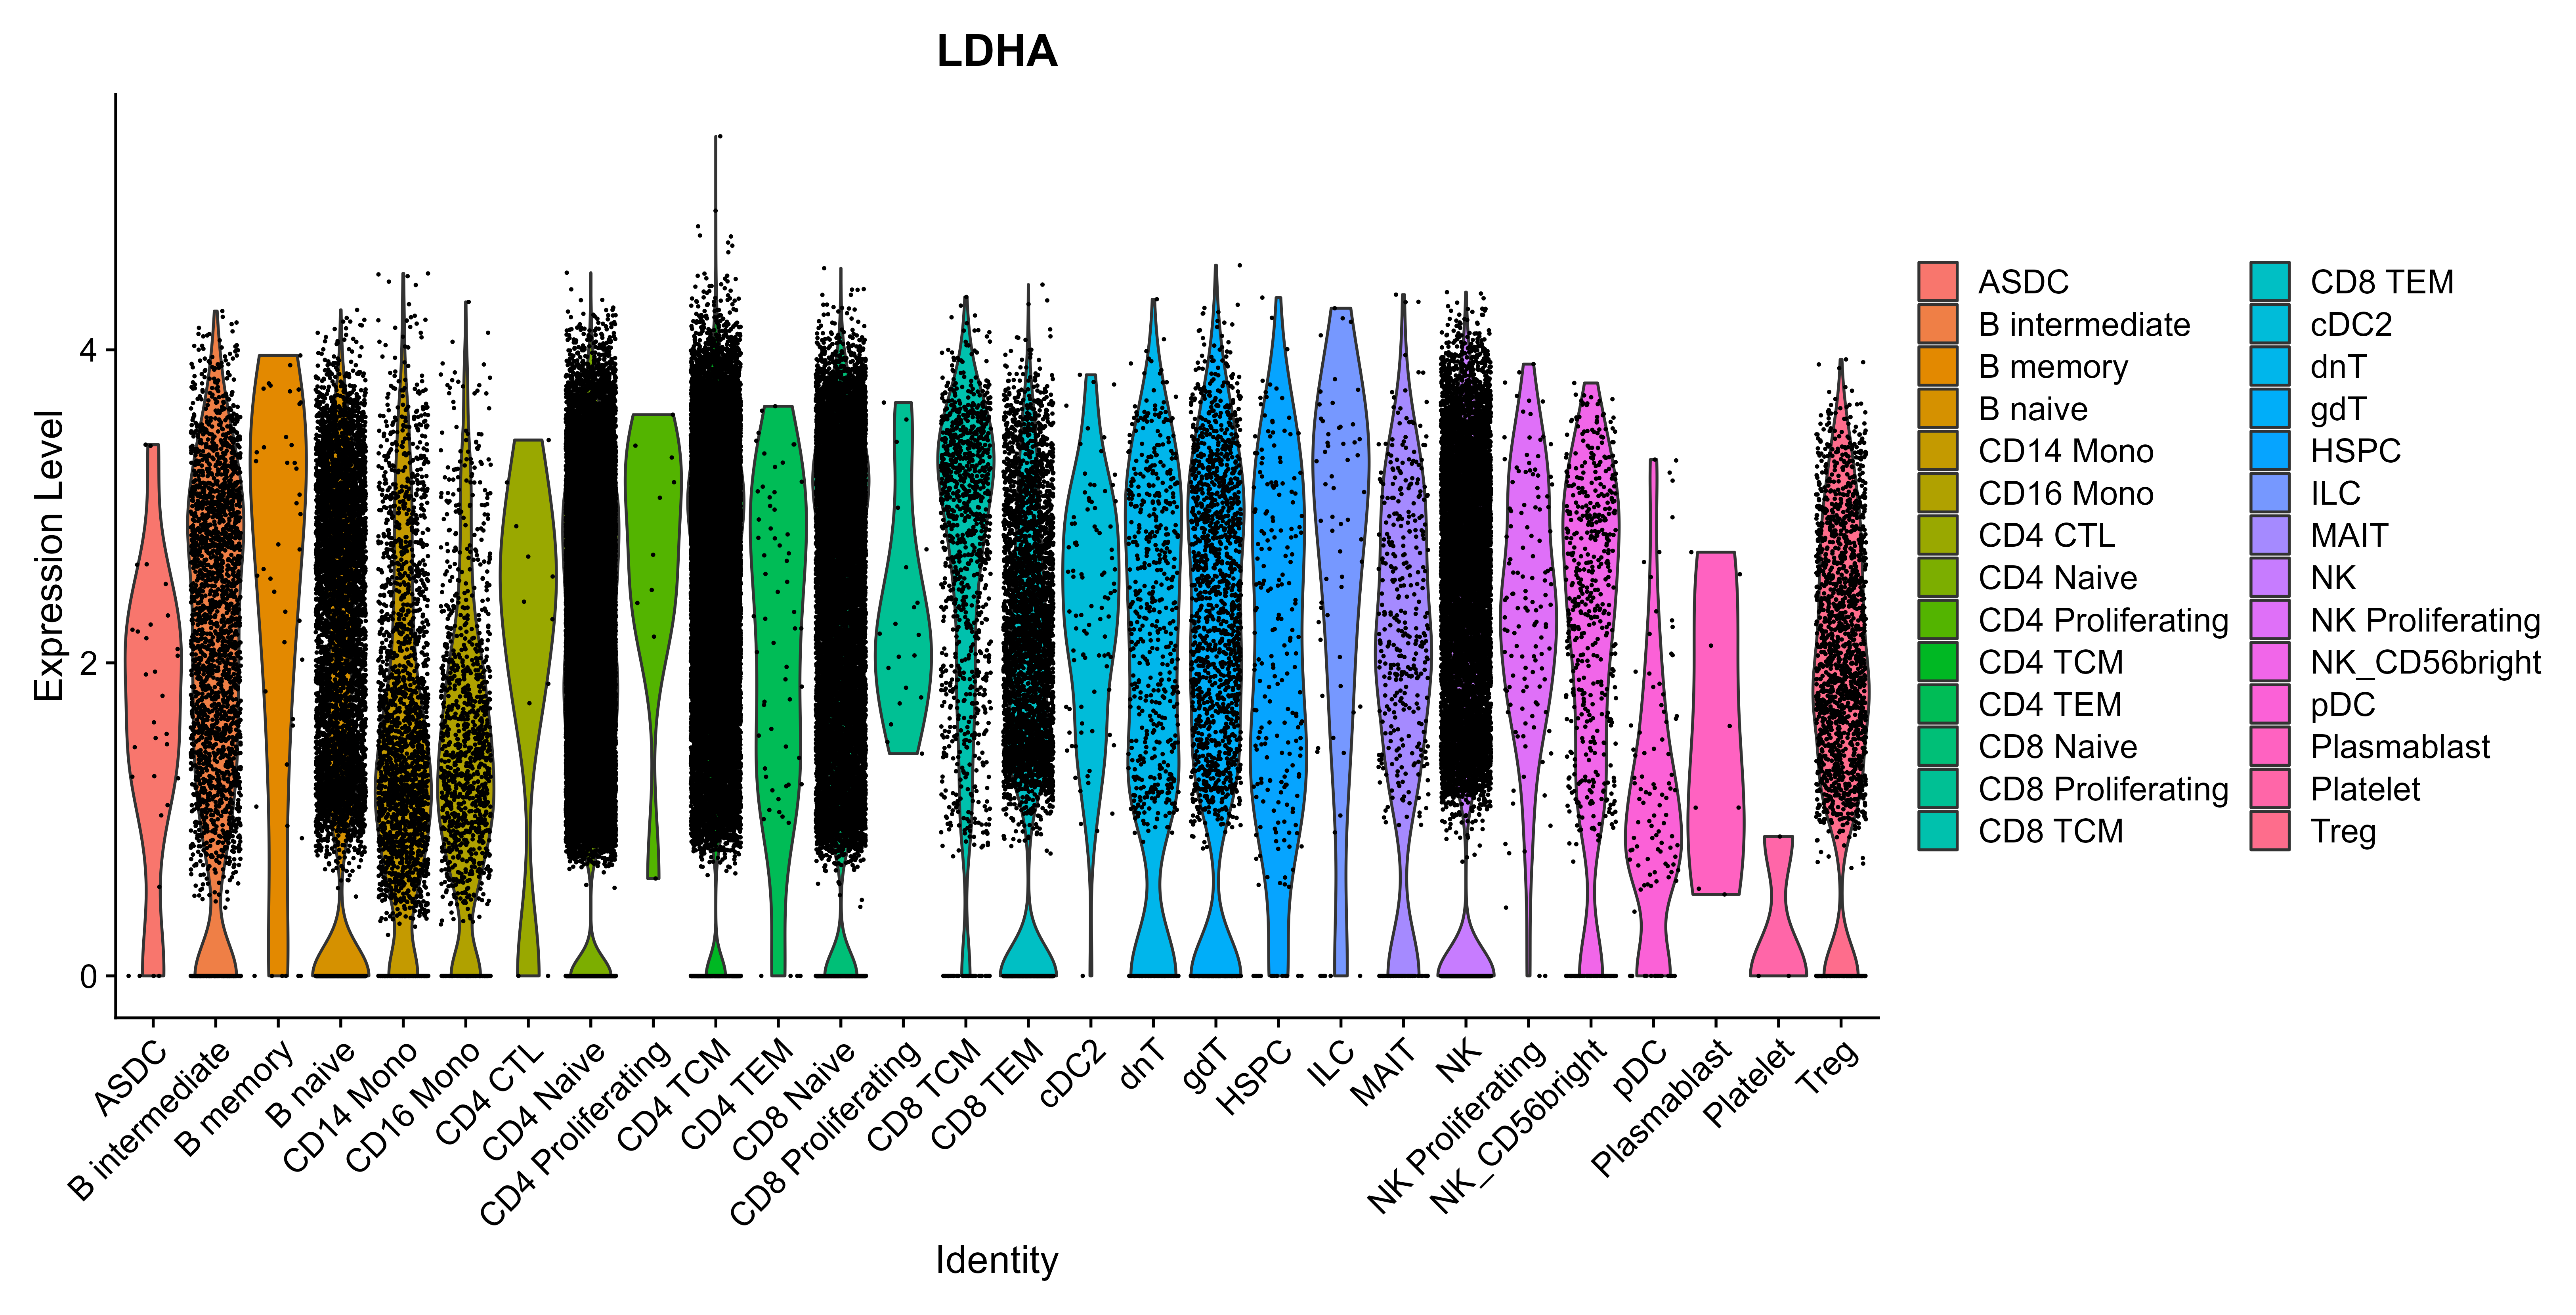 LDHA
Expression Level
4
2
0
ASDC
B intermediate
B memory
B naive
CD14 Mono
CD16 Mono
CD4 CTL
CD4 Naive
CD4 Proliferating
CD4 TCM
CD4 TEM
CD8 Naive
CD8 Proliferating
CD8 TCM
CD8 TEM
cDC2
dnT
gdT
HSPC
ILC
MAIT
NK
NK Proliferating
NK_CD56bright
pDC
Plasmablast
Platelet
Treg
Identity
ASDC
B intermediate
B memory
B naive
CD14 Mono
CD16 Mono
CD4 CTL
CD4 Naive
CD4 Proliferating
CD4 TCM
CD4 TEM
CD8 Naive
CD8 Proliferating
CD8 TCM
CD8 TEM
cDC2
dnT
gdT
HSPC
ILC
MAIT
NK
NK Proliferating
NK_CD56bright
pDC
Plasmablast
Platelet
Treg